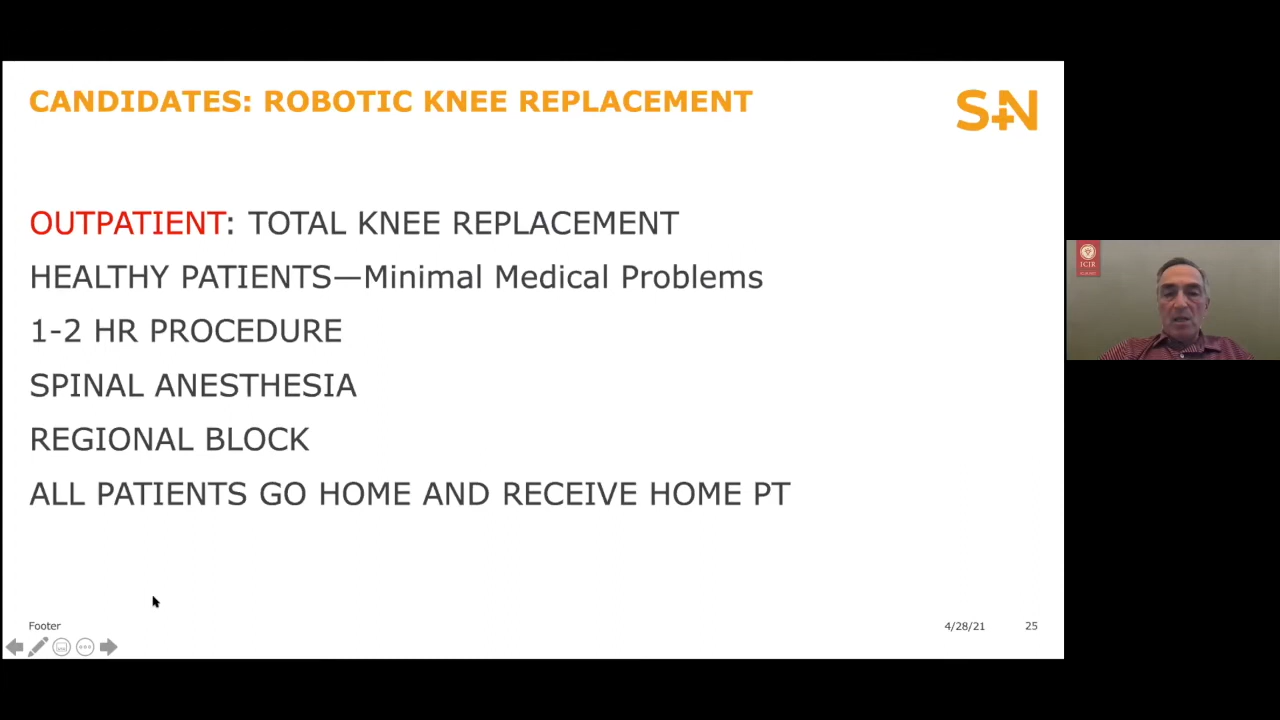 CANDIDATES: ROBOTIC KNEE REPLACEMENT
S+N
OUTPATIENT: TOTAL KNEE REPLACEMENT
HEALTHY PATIENTS—Minimal Medical Problems
1-2 HR PROCEDURE
SPINAL ANESTHESIA
REGIONAL BLOCK
ALL PATIENTS GO HOME AND RECEIVE HOME PT
ICJR
Footer
4/28/21 25